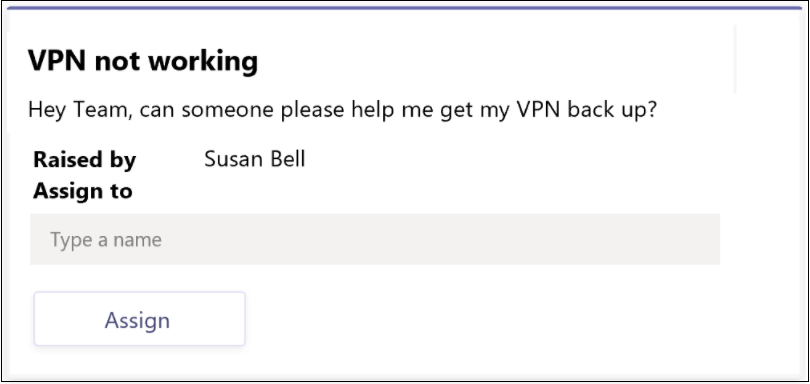 VPN not working
Hey Team, can someone please help me get my VPN back up?
Raised by Susan Bell
Assign to
Type a name
Assign